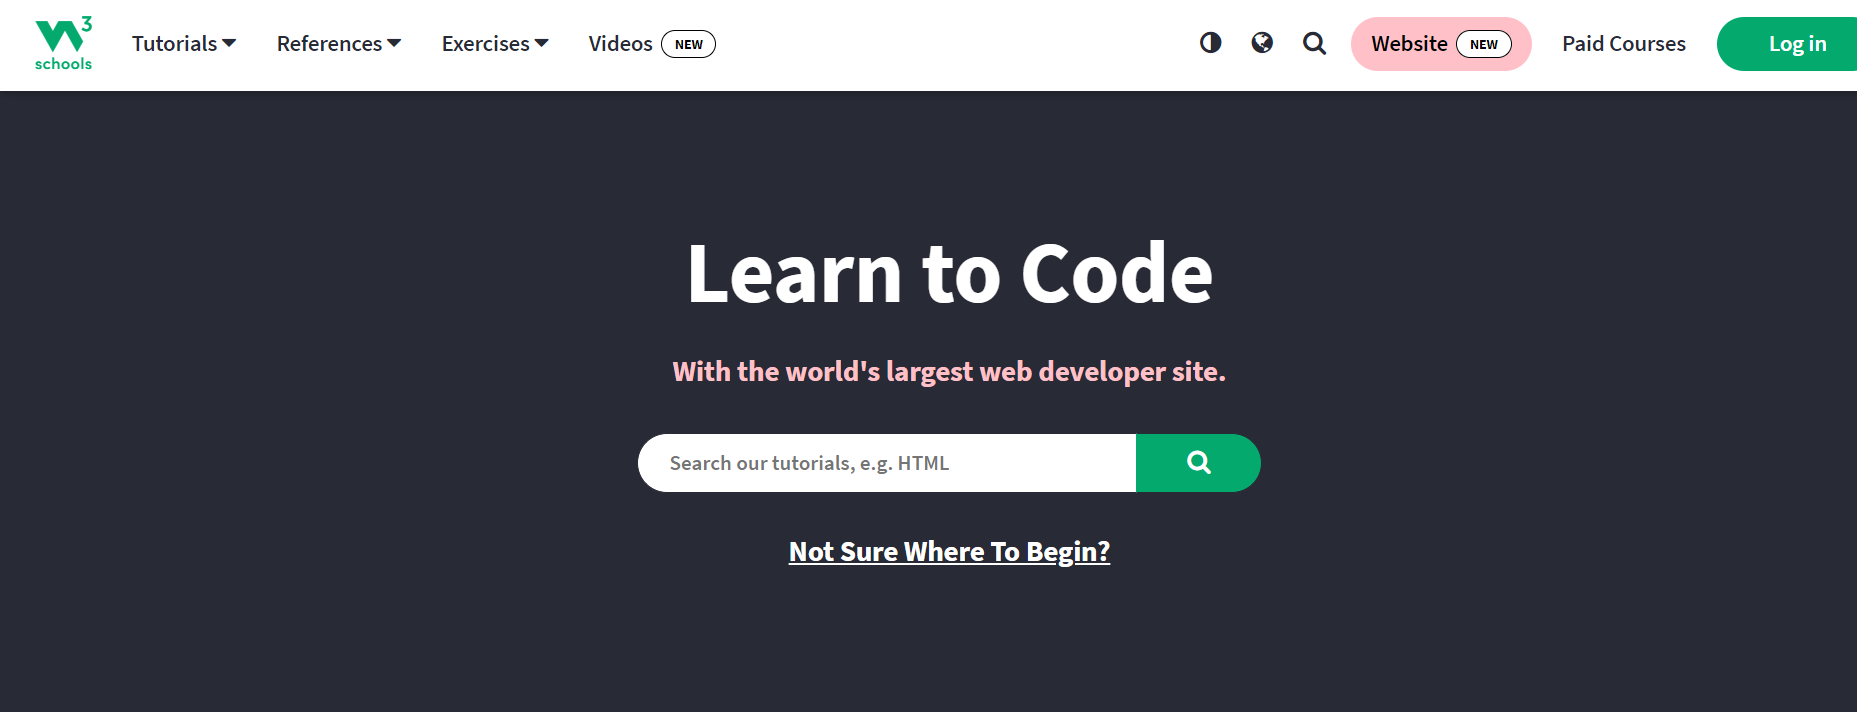 W3 schools
Tutorials References Exercises Videos NEW Website NEW Paid Courses Log in
Learn to Code
With the world's largest web developer site.
Search our tutorials, e.g. HTML
Not Sure Where To Begin?